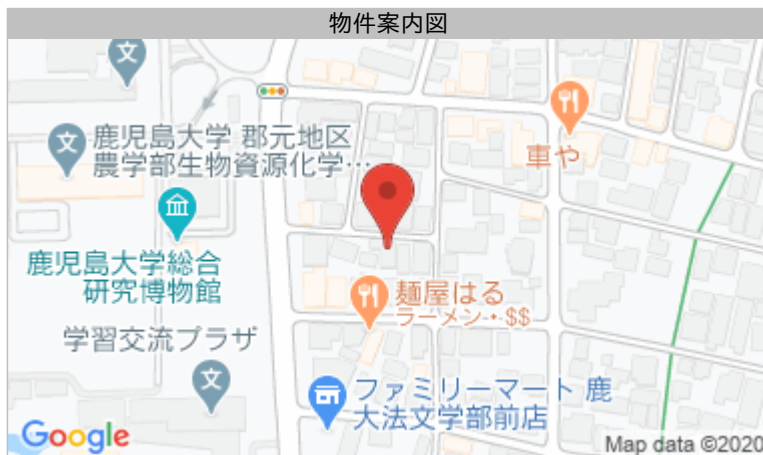 物件案内図
鹿児島大学 郡元地区
農学部生物資源化学…
車や
鹿児島大学総合
研究博物館
麺屋はる
ラーメン・$$
学習交流プラザ
ファミリーマート 鹿
大法文学部前店
Google
Map data ©2020